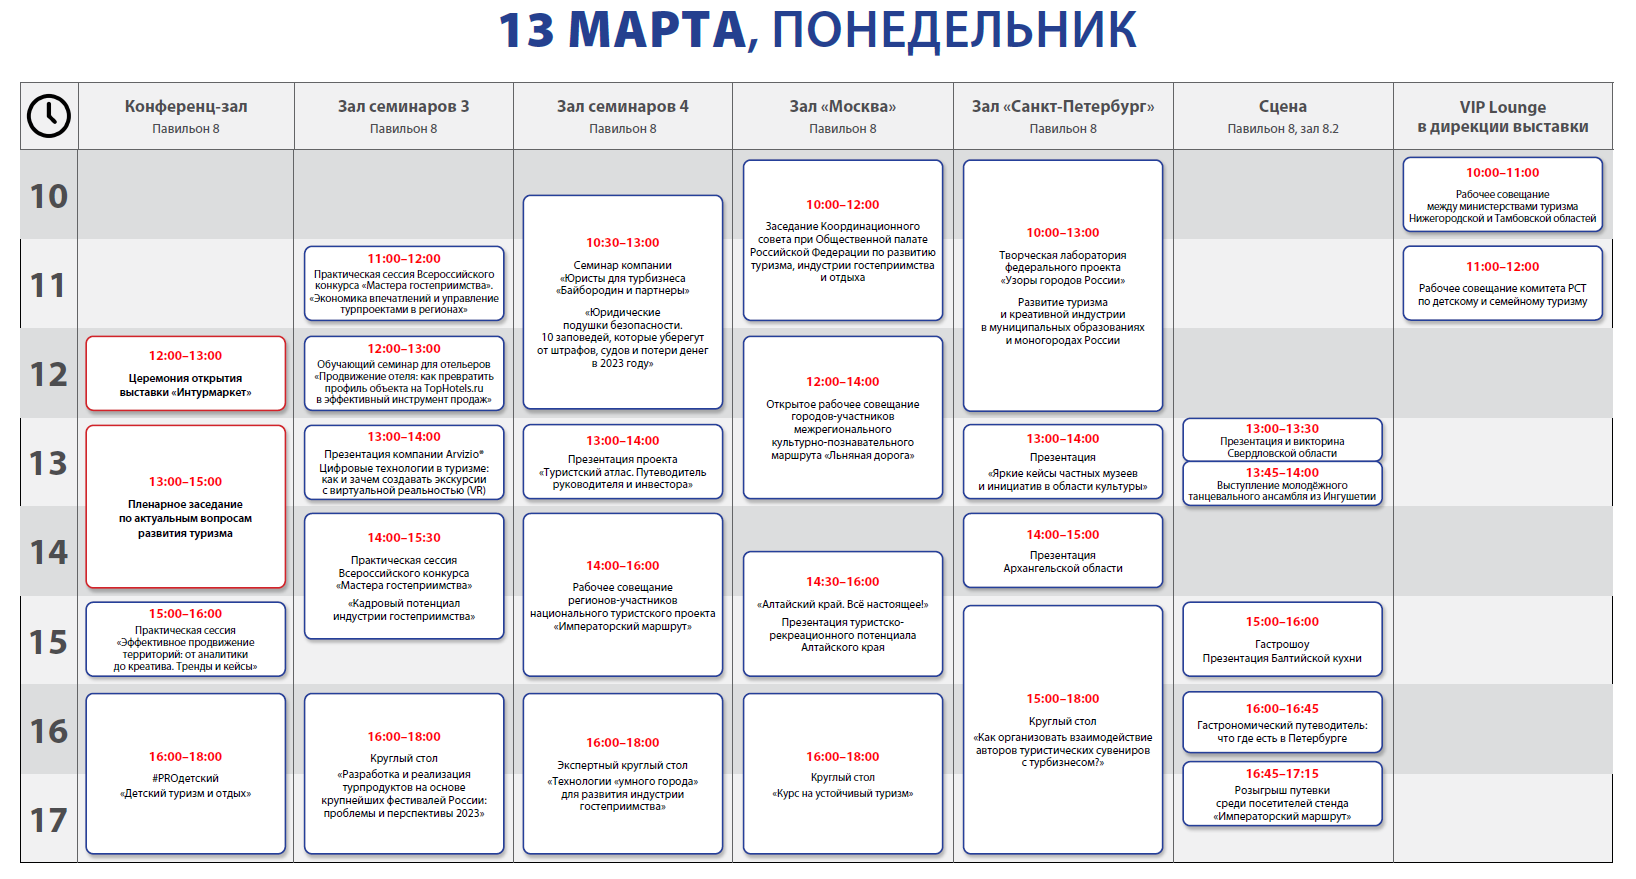 13 МАРТА, ПОНЕДЕЛЬНИК
Конференц-зал
Павильон 8
Зал семинаров 3
Павильон 8
Зал семинаров 4
Павильон 8
Зал «Москва»
Павильон 8
Зал «Санкт-Петербург»
Павильон 8
Сцена
Павильон 8, зал 8.2
VIP Lounge
в дирекции выставки
10
11
12
13
14
15
16
17
12:00–13:00
Церемония открытия
выставки «Интурмаркет»
13:00–15:00
Пленарное заседание
по актуальным вопросам
развития туризма
15:00–16:00
Практическая сессия
«Эффективное продвижение
территорий: от аналитики
до креатива. Тренды и кейсы»
16:00–18:00
#PROдетский
«Детский туризм и отдых»
11:00–12:00
Практическая сессия Всероссийского
конкурса «Мастера гостеприимства».
«Экономика впечатлений и управление
турпроектами в регионах»
12:00–13:00
Обучающий семинар для отельеров
«Продвижение отеля: как превратить
профиль объекта на TopHotels.ru
в эффективный инструмент продаж»
13:00–14:00
Презентация компании Arvizio®
Цифровые технологии в туризме:
как и зачем создавать экскурсии
с виртуальной реальностью (VR)
14:00–15:30
Практическая сессия
Всероссийского конкурса
«Мастера гостеприимства»
«Кадровый потенциал
индустрии гостеприимства»
16:00–18:00
Круглый стол
«Разработка и реализация
турпродуктов на основе
крупнейших фестивалей России:
проблемы и перспективы 2023»
10:30–13:00
Семинар компании
«Юристы для турбизнеса
«Байбородин и партнеры»
«Юридические
подушки безопасности.
10 заповедей, которые уберегут
от штрафов, судов и потери денег
в 2023 году»
13:00–14:00
Презентация проекта
«Туристский атлас. Путеводитель
руководителя и инвестора»
14:00–16:00
Рабочее совещание
регионов-участников
национального туристского проекта
«Императорский маршрут»
16:00–18:00
Экспертный круглый стол
«Технологии «умного города»
для развития индустрии
гостеприимства»
10:00–12:00
Заседание Координационного
совета при Общественной палате
Российской Федерации по развитию
туризма, индустрии гостеприимства
и отдыха
12:00–14:00
Открытое рабочее совещание
городов-участников
межрегионального
культурно-познавательного
маршрута «Льняная дорога»
14:30–16:00
«Алтайский край. Всё настоящее!»
Презентация туристско-
рекреационного потенциала
Алтайского края
16:00–18:00
Круглый стол
«Курс на устойчивый туризм»
10:00–13:00
Творческая лаборатория
федерального проекта
«Узоры городов России»
Развитие туризма
и креативной индустрии
в муниципальных образованиях
и моногородах России
13:00–14:00
Презентация
«Яркие кейсы частных музеев
и инициатив в области культуры»
14:00–15:00
Презентация
Архангельской области
15:00–18:00
Круглый стол
«Как организовать взаимодействие
авторов туристических сувениров
с турбизнесом?»
13:00–13:30
Презентация и викторина
Свердловской области
13:45–14:00
Выступление молодёжного
танцевального ансамбля из Ингушетии
15:00–16:00
Гастрошоу
Презентация Балтийской кухни
16:00–16:45
Гастрономический путеводитель:
что где есть в Петербурге
16:45–17:15
Розыгрыш путевки
среди посетителей стенда
«Императорский маршрут»
10:00–11:00
Рабочее совещание
между министерствами туризма
Нижегородской и Тамбовской областей
11:00–12:00
Рабочее совещание комитета РСТ
по детскому и семейному туризму